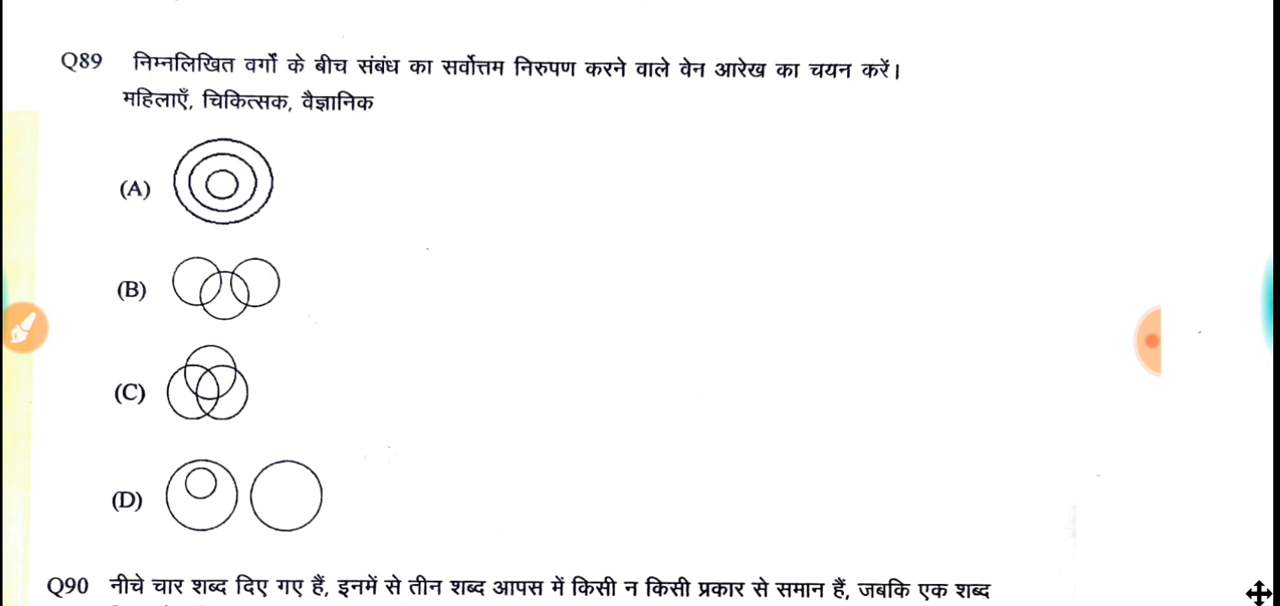 Q89 निम्नलिखित वर्गों के बीच संबंध का सर्वोत्तम निरुपण करने वाले वेन आरेख का चयन करें।
महिलाएँ, चिकित्सक, वैज्ञानिक
(A)
(B)
(C)
(D)
Q90 नीचे चार शब्द दिए गए हैं, इनमें से तीन शब्द आपस में किसी न किसी प्रकार से समान हैं, जबकि एक शब्द